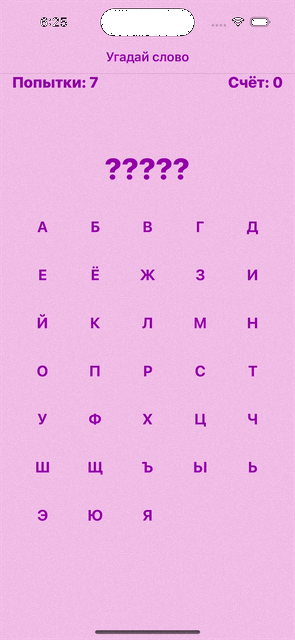 6:25
Угадай слово
Попытки: 7 Счёт: 0
?????
А Б В Г Д
Е Ё Ж З И
Й К Л М Н
О П Р С Т
У Ф Х Ц Ч
Ш Щ Ъ Ы Ь
Э Ю Я